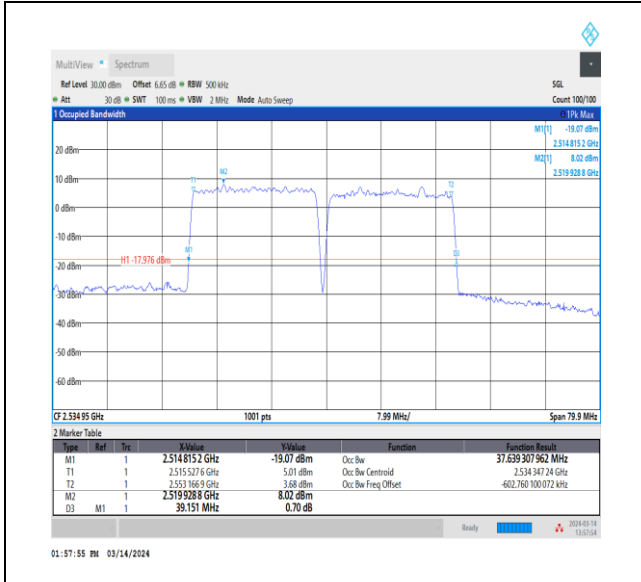 MultiView Spectrum
Ref Level 30.00 dBm Offset 6.65 dB RBW 500 kHz SGL
Att 30 dB SWT 100 ms VBW 2 MHz Mode Auto Sweep Count 100/100
1 Occupied Bandwidth 1Pk Max
M1[1] -19.07 dBm
2.514 815 2 GHz
M2[1] 8.02 dBm
2.519 928 8 GHz
20 dBm
10 dBm
T1
M2
T2
0 dBm
-10 dBm
M1
D3
H1 -17.976 dBm
-20 dBm
-30 dBm
-40 dBm
-50 dBm
-60 dBm
CF 2.534 95 GHz 1001 pts 7.99 MHz/ Span 79.9 MHz
2 Marker Table
Type Ref Trc X-Value Y-Value Function Function Result
M1 1 2.514 815 2 GHz -19.07 dBm Occ Bw 37.639 307 962 MHz
T1 1 2.515 527 6 GHz 5.01 dBm Occ Bw Centroid 2.534 347 24 GHz
T2 1 2.553 166 9 GHz 3.68 dBm Occ Bw Freq Offset -602.760 100 072 kHz
M2 1 2.519 928 8 GHz 8.02 dBm
D3 M1 1 39.151 MHz 0.70 dB
Ready 2024-03-14
13:57:54
01:57:55 PM 03/14/2024